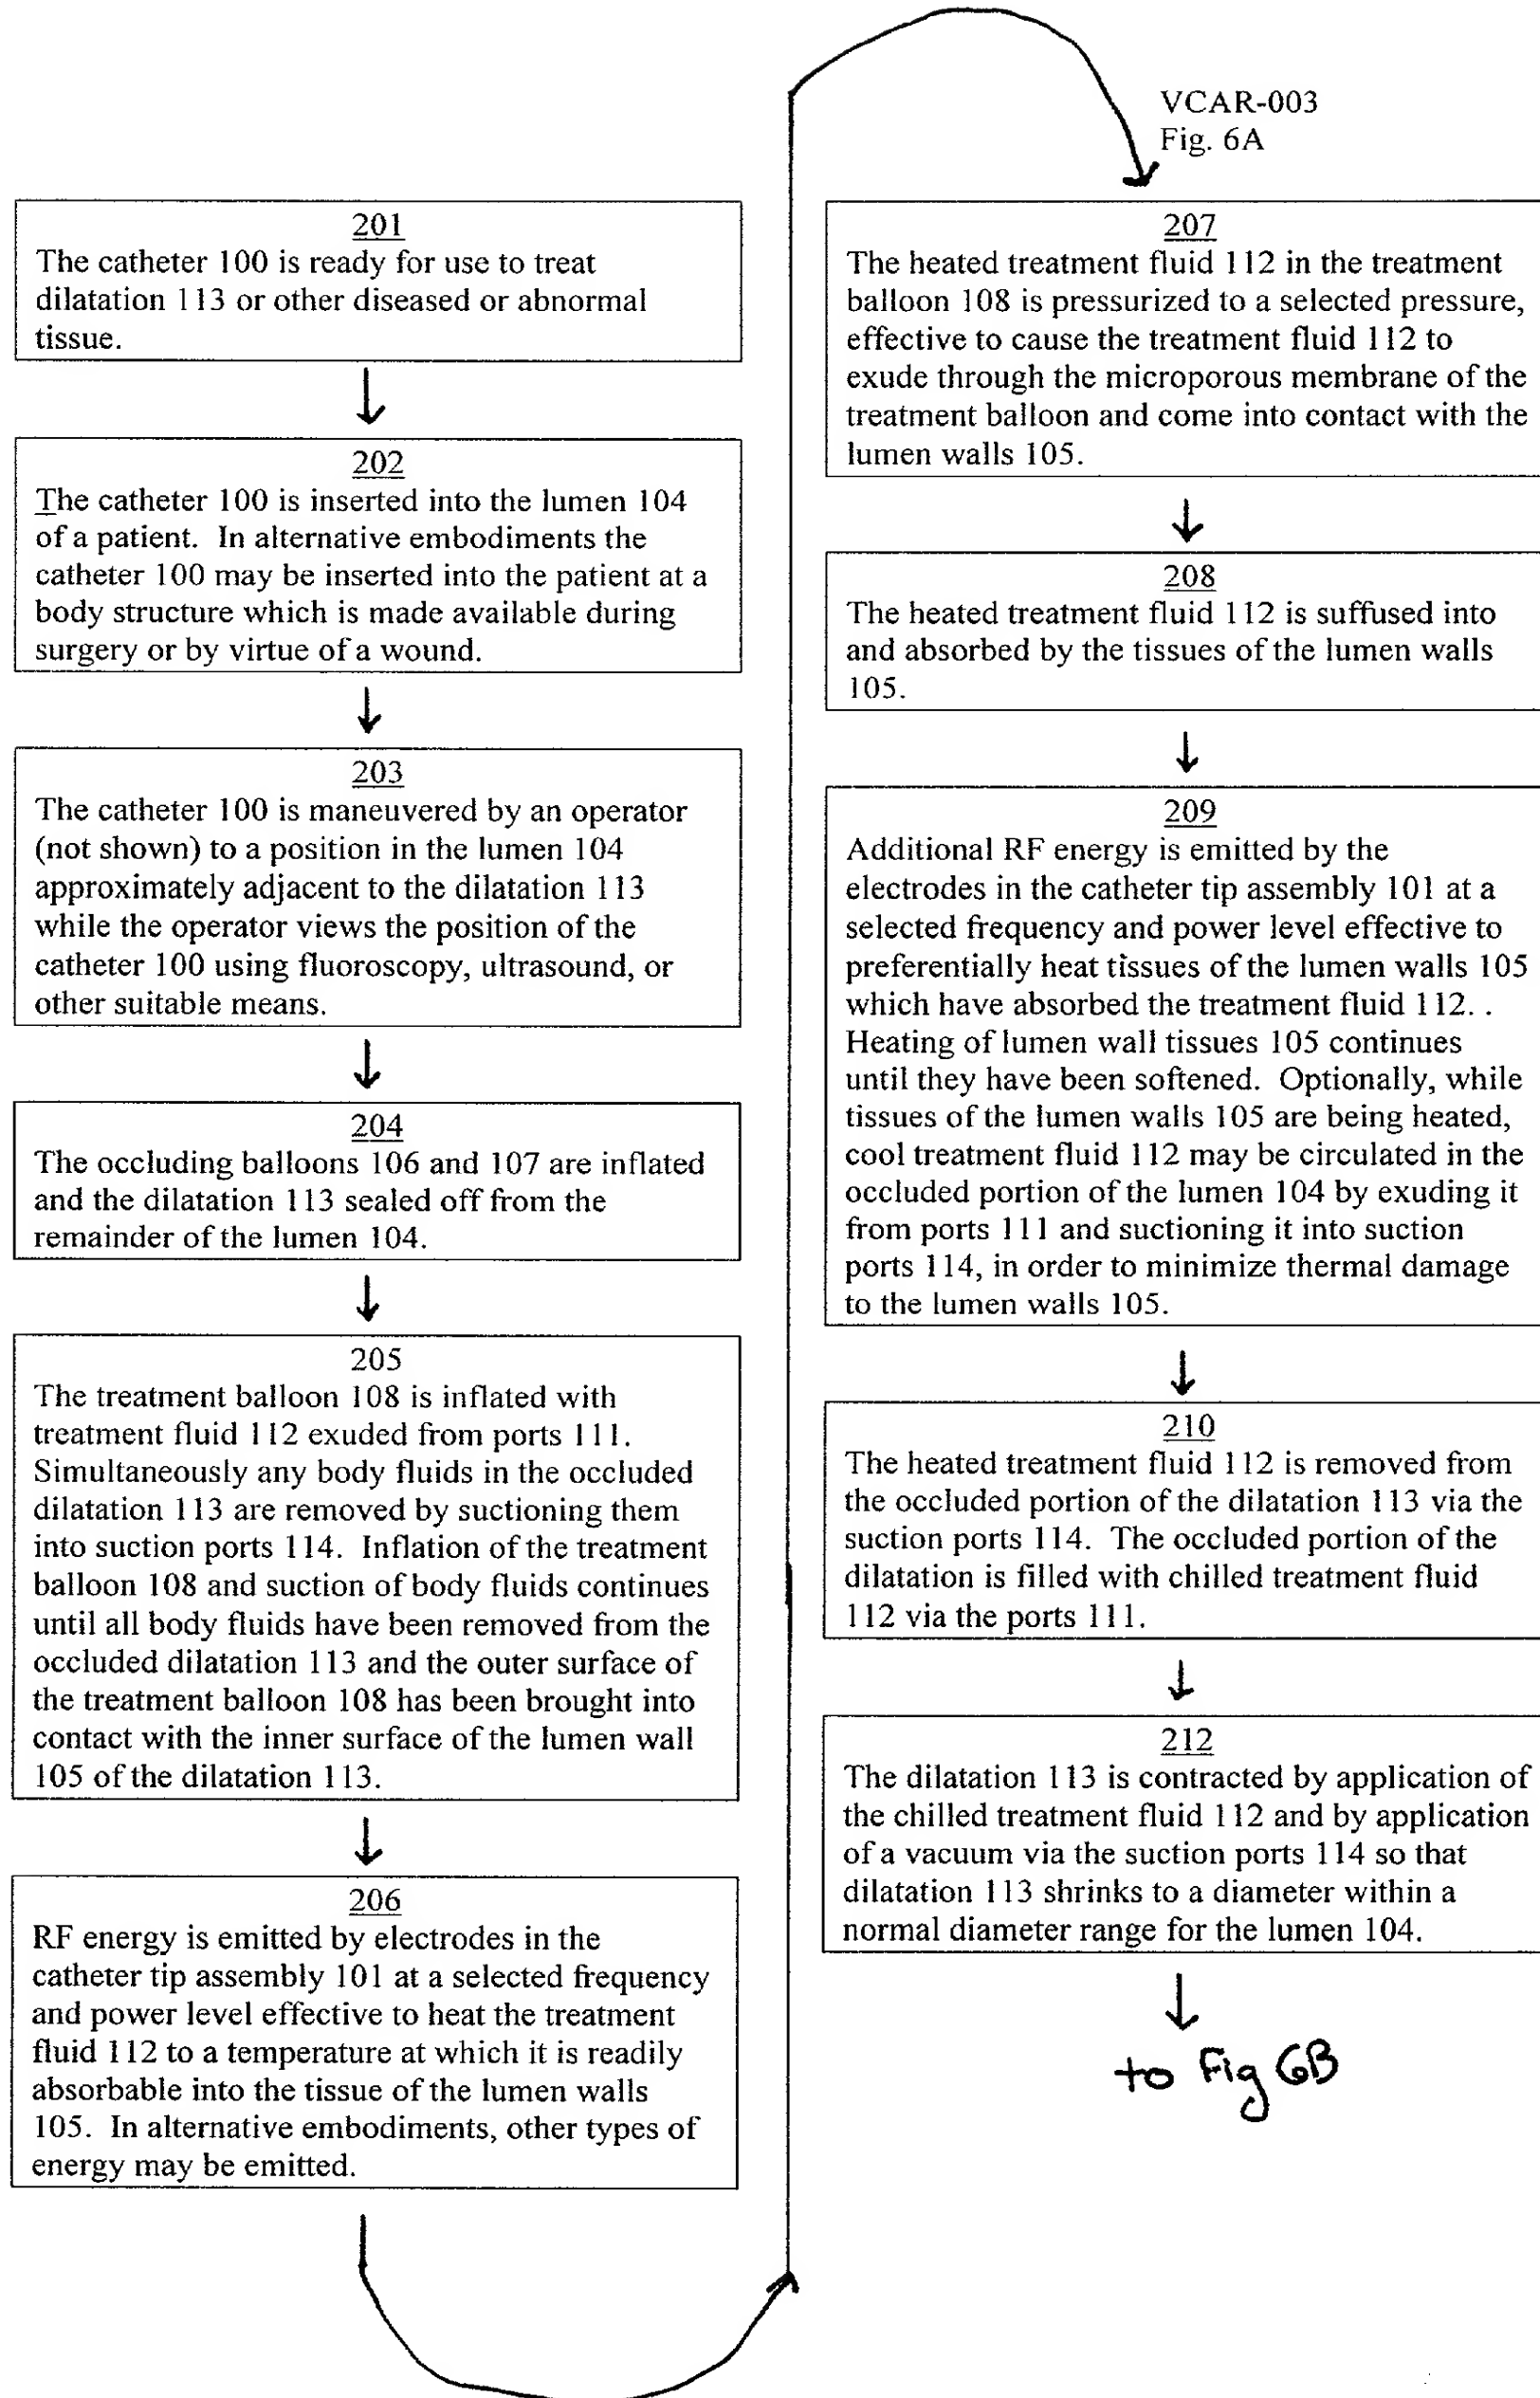 VCAR-003
Fig. 6A
201
The catheter 100 is ready for use to treat
dilatation 113 or other diseased or abnormal
tissue.
202
The catheter 100 is inserted into the lumen 104
of a patient. In alternative embodiments the
catheter 100 may be inserted into the patient at a
body structure which is made available during
surgery or by virtue of a wound.
203
The catheter 100 is maneuvered by an operator
(not shown) to a position in the lumen 104
approximately adjacent to the dilatation 113
while the operator views the position of the
catheter 100 using fluoroscopy, ultrasound, or
other suitable means.
204
The occluding balloons 106 and 107 are inflated
and the dilatation 113 sealed off from the
remainder of the lumen 104.
205
The treatment balloon 108 is inflated with
treatment fluid 112 exuded from ports 111.
Simultaneously any body fluids in the occluded
dilatation 113 are removed by suctioning them
into suction ports 114. Inflation of the treatment
balloon 108 and suction of body fluids continues
until all body fluids have been removed from the
occluded dilatation 113 and the outer surface of
the treatment balloon 108 has been brought into
contact with the inner surface of the lumen wall
105 of the dilatation 113.
206
RF energy is emitted by electrodes in the
catheter tip assembly 101 at a selected frequency
and power level effective to heat the treatment
fluid 112 to a temperature at which it is readily
absorbable into the tissue of the lumen walls
105. In alternative embodiments, other types of
energy may be emitted.
207
The heated treatment fluid 112 in the treatment
balloon 108 is pressurized to a selected pressure,
effective to cause the treatment fluid 112 to
exude through the microporous membrane of the
treatment balloon and come into contact with the
lumen walls 105.
208
The heated treatment fluid 112 is suffused into
and absorbed by the tissues of the lumen walls
105.
209
Additional RF energy is emitted by the
electrodes in the catheter tip assembly 101 at a
selected frequency and power level effective to
preferentially heat tissues of the lumen walls 105
which have absorbed the treatment fluid 112. .
Heating of lumen wall tissues 105 continues
until they have been softened. Optionally, while
tissues of the lumen walls 105 are being heated,
cool treatment fluid 112 may be circulated in the
occluded portion of the lumen 104 by exuding it
from ports 111 and suctioning it into suction
ports 114, in order to minimize thermal damage
to the lumen walls 105.
210
The heated treatment fluid 112 is removed from
the occluded portion of the dilatation 113 via the
suction ports 114. The occluded portion of the
dilatation is filled with chilled treatment fluid
112 via the ports 111.
212
The dilatation 113 is contracted by application of
the chilled treatment fluid 112 and by application
of a vacuum via the suction ports 114 so that
dilatation 113 shrinks to a diameter within a
normal diameter range for the lumen 104.
to Fig 6B